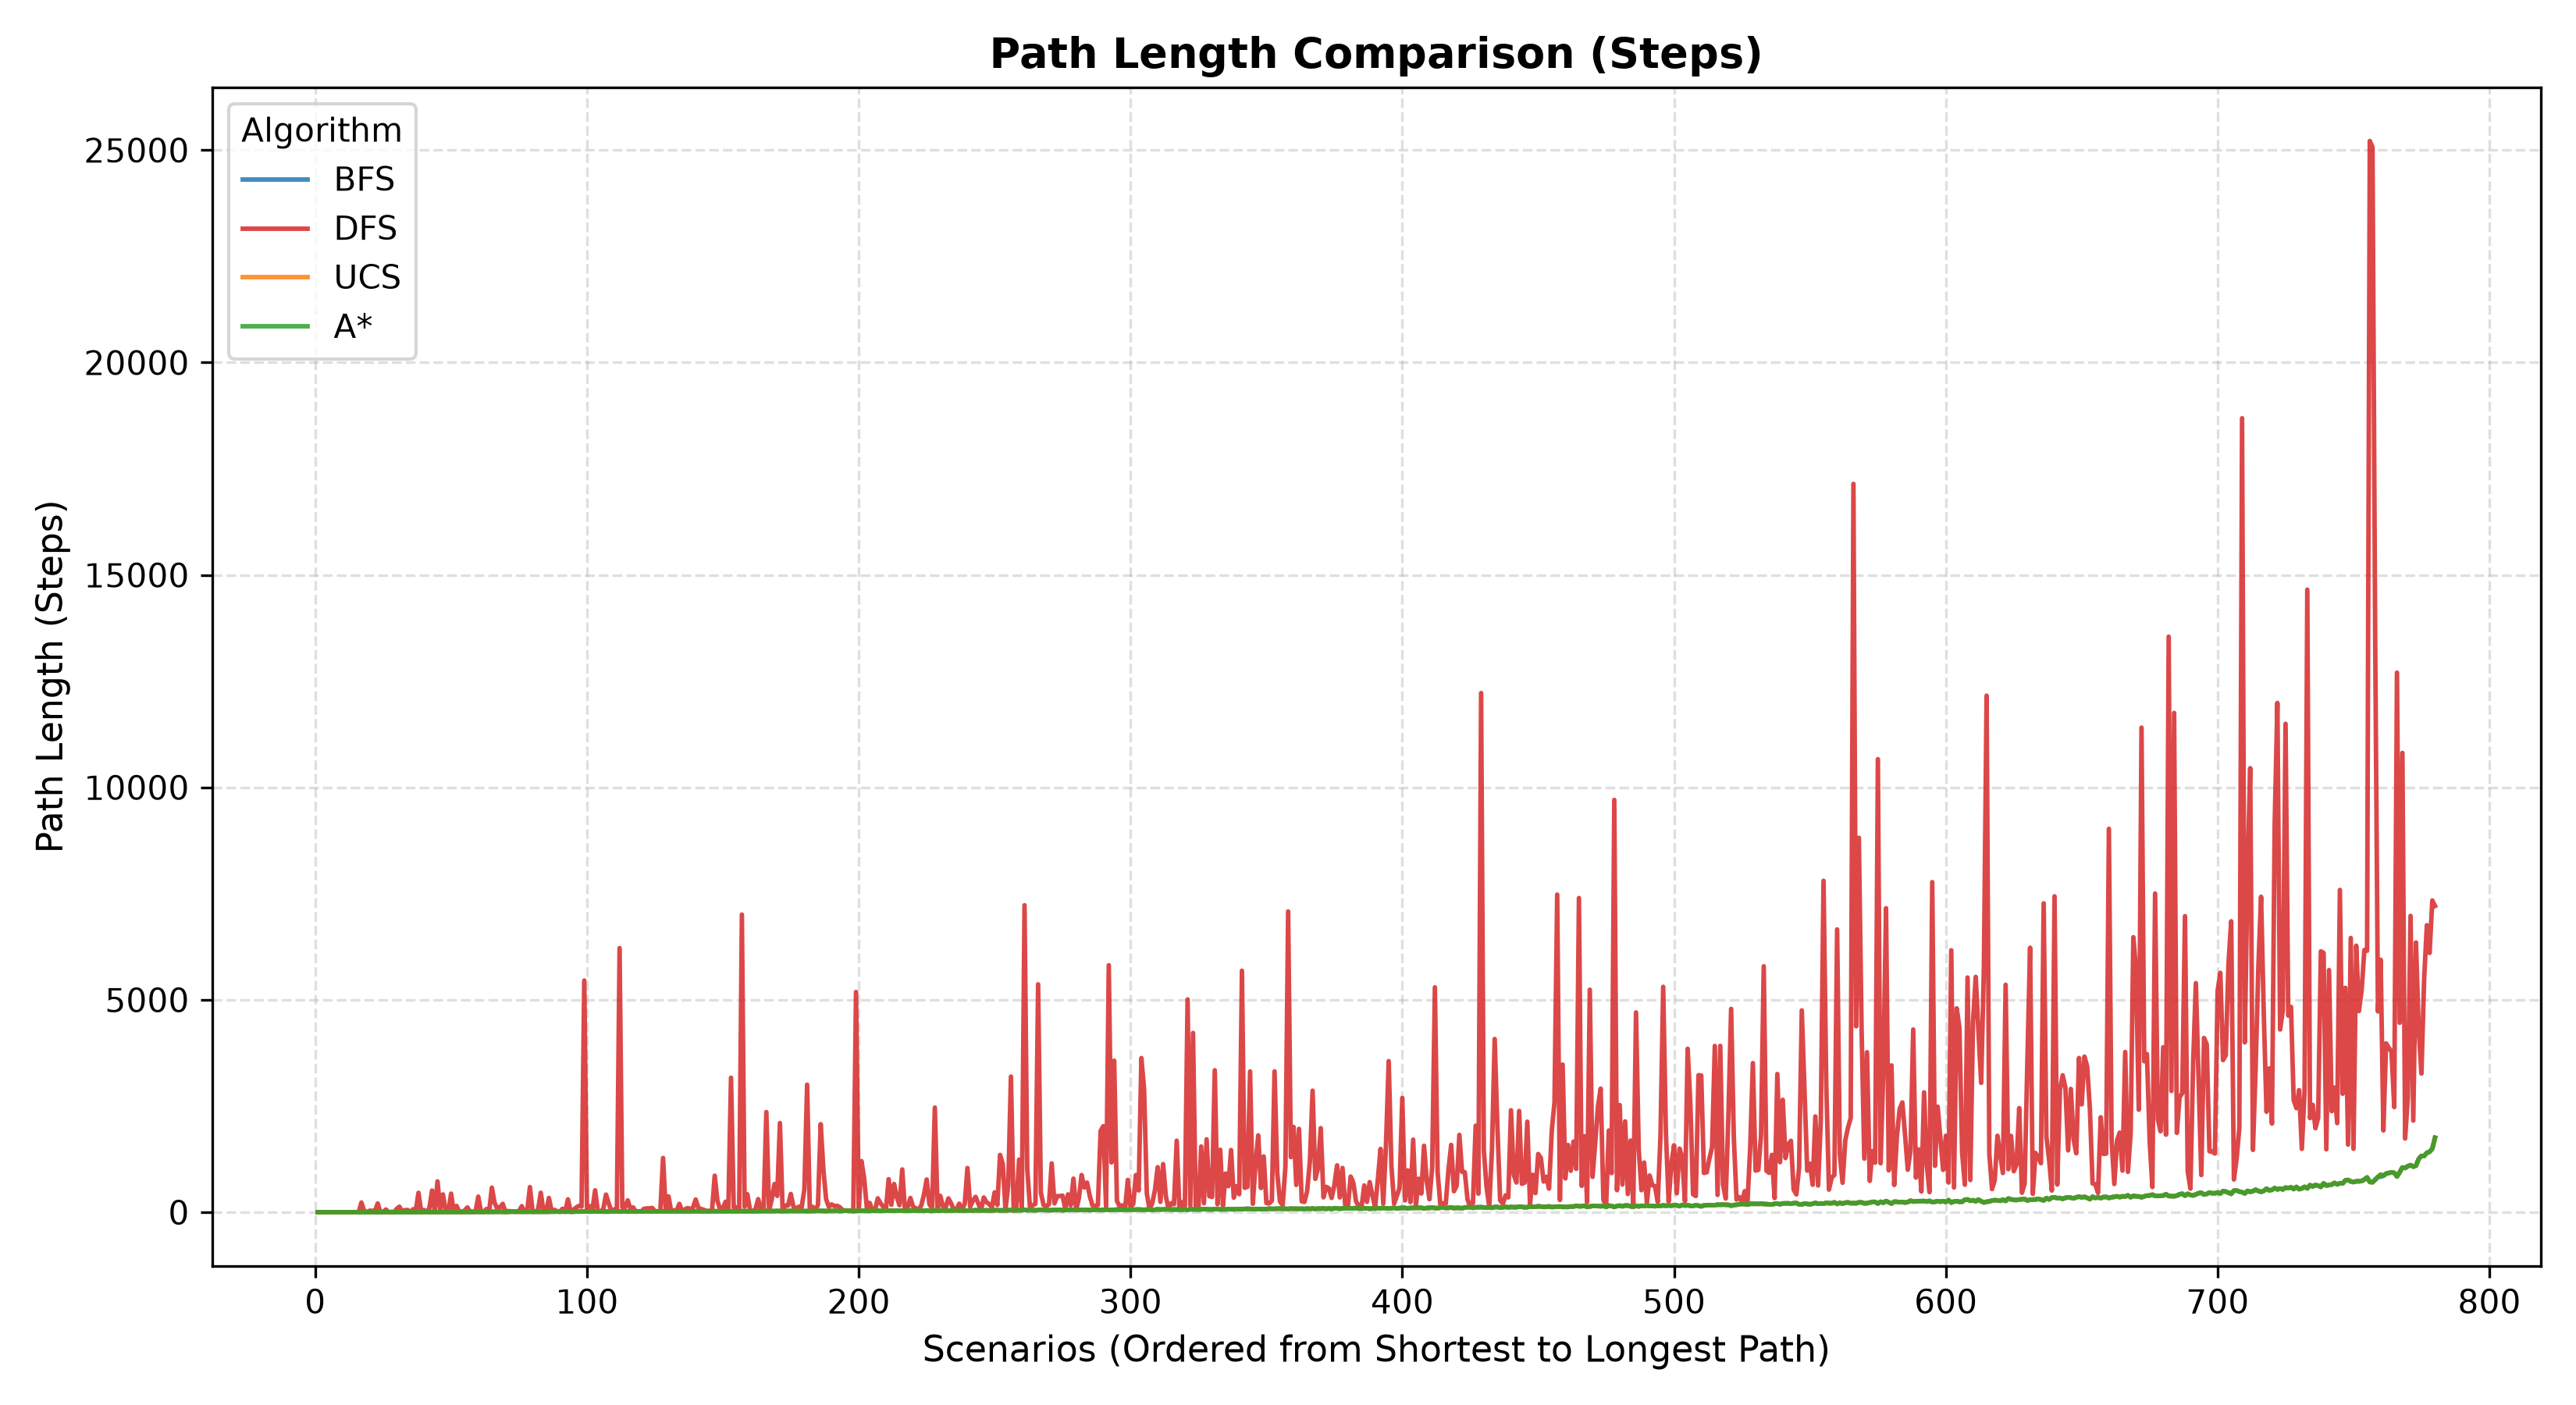 Path Length Comparison (Steps)
Algorithm
BFS
DFS
UCS
A*
Path Length (Steps)
25000
20000
15000
10000
5000
0
0 100 200 300 400 500 600 700 800
Scenarios (Ordered from Shortest to Longest Path)